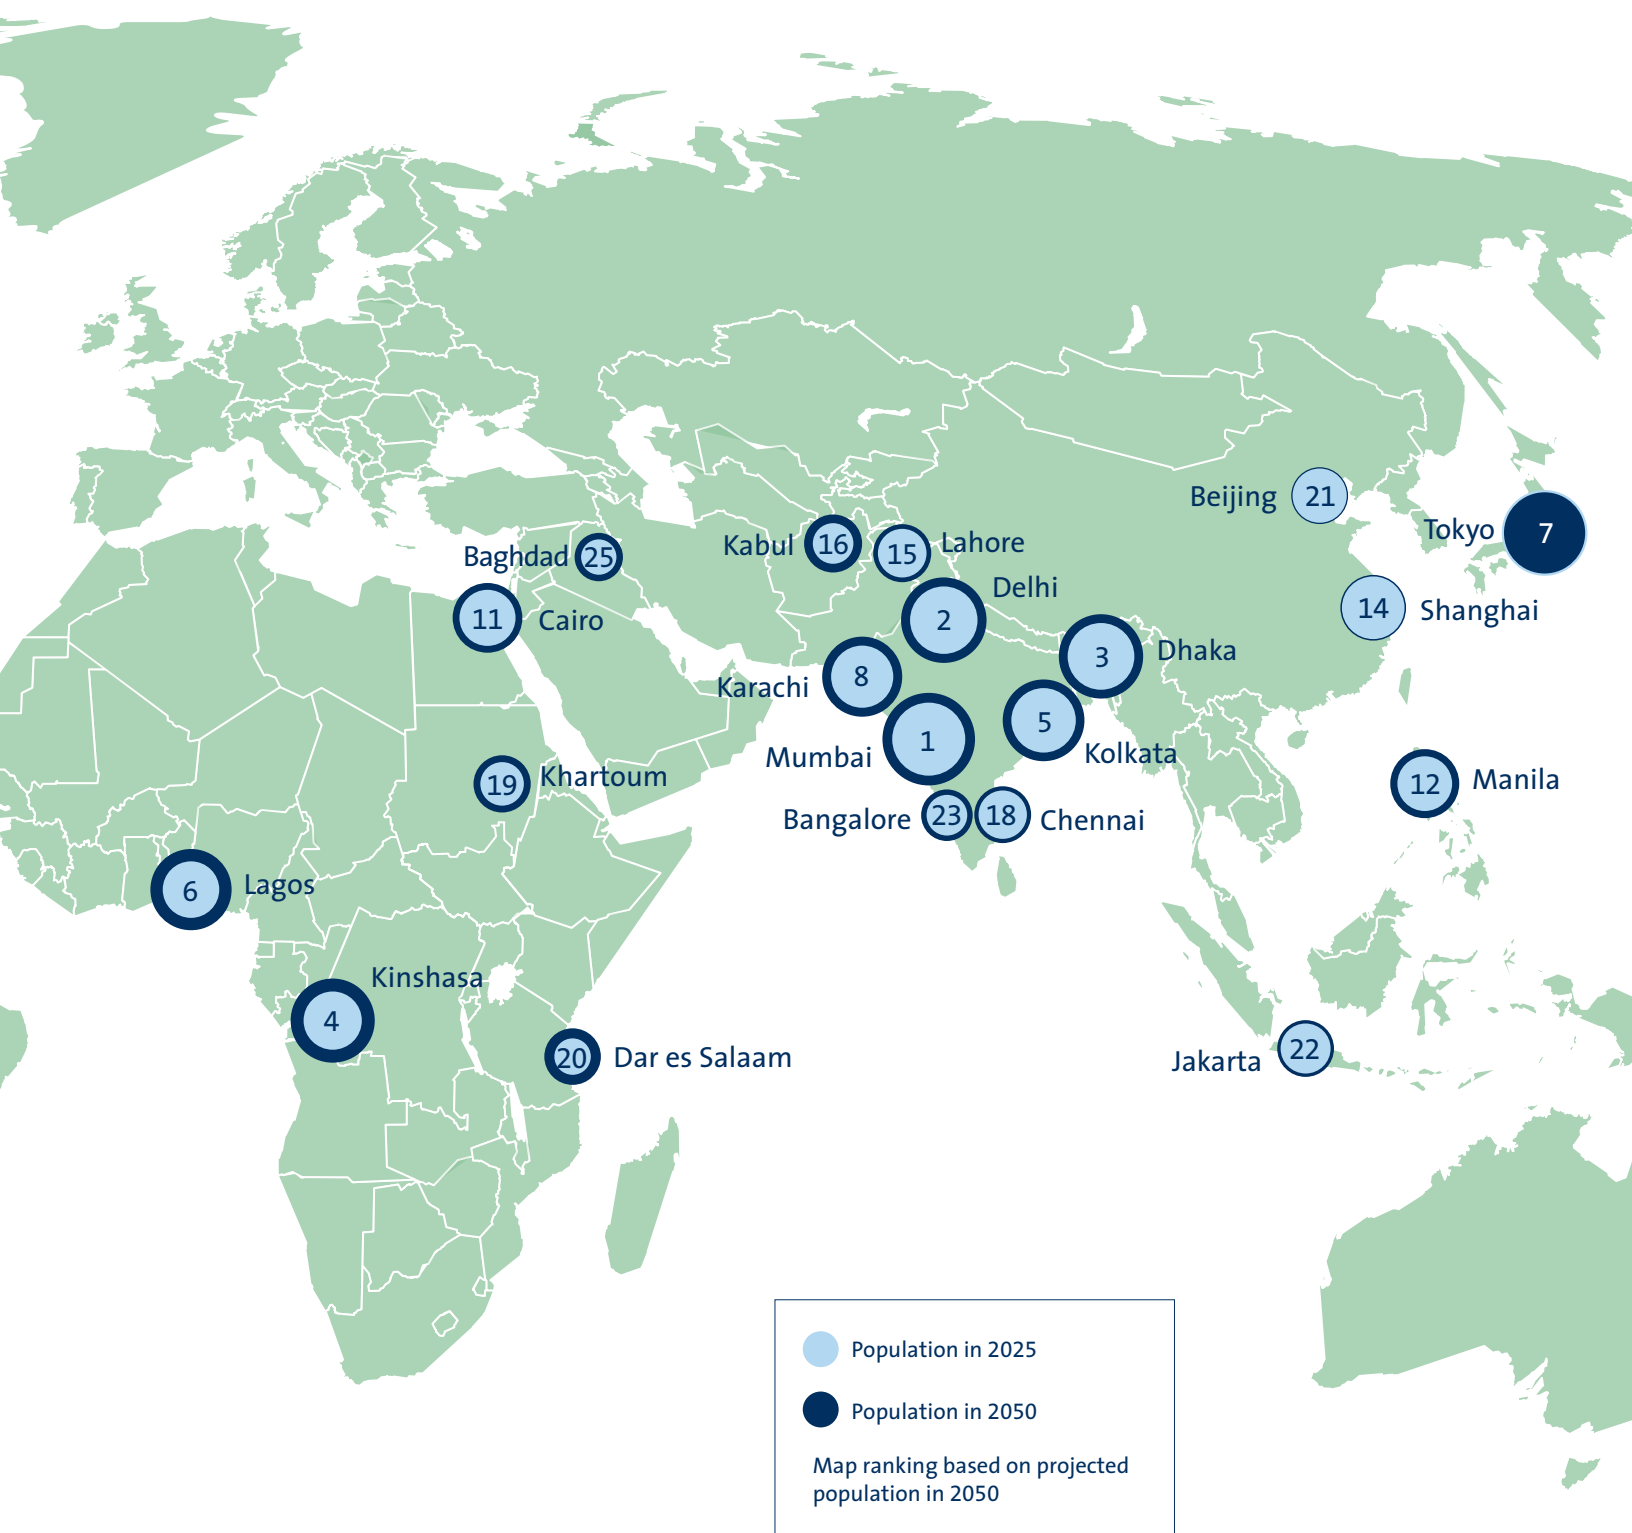 Beijing
21
Tokyo
7
Kabul
16
15
Lahore
Baghdad
25
Delhi
2
11
Cairo
14
Shanghai
3
Dhaka
8
Karachi
5
Kolkata
1
Mumbai
19
Khartoum
12
Manila
Bangalore
23
18
Chennai
6
Lagos
Kinshasa
4
20
Dar es Salaam
22
Jakarta
Population in 2025
Population in 2050
Map ranking based on projected
population in 2050